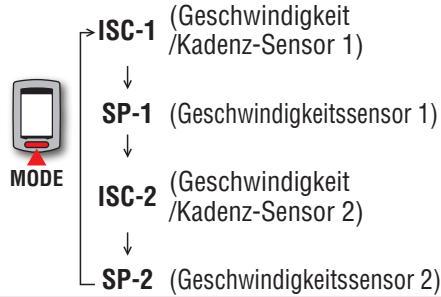 ISC-1 (Geschwindigkeit
/Kadenz-Sensor 1)
SP-1 (Geschwindigkeitssensor 1)
MODE
ISC-2 (Geschwindigkeit
/Kadenz-Sensor 2)
SP-2 (Geschwindigkeitssensor 2)